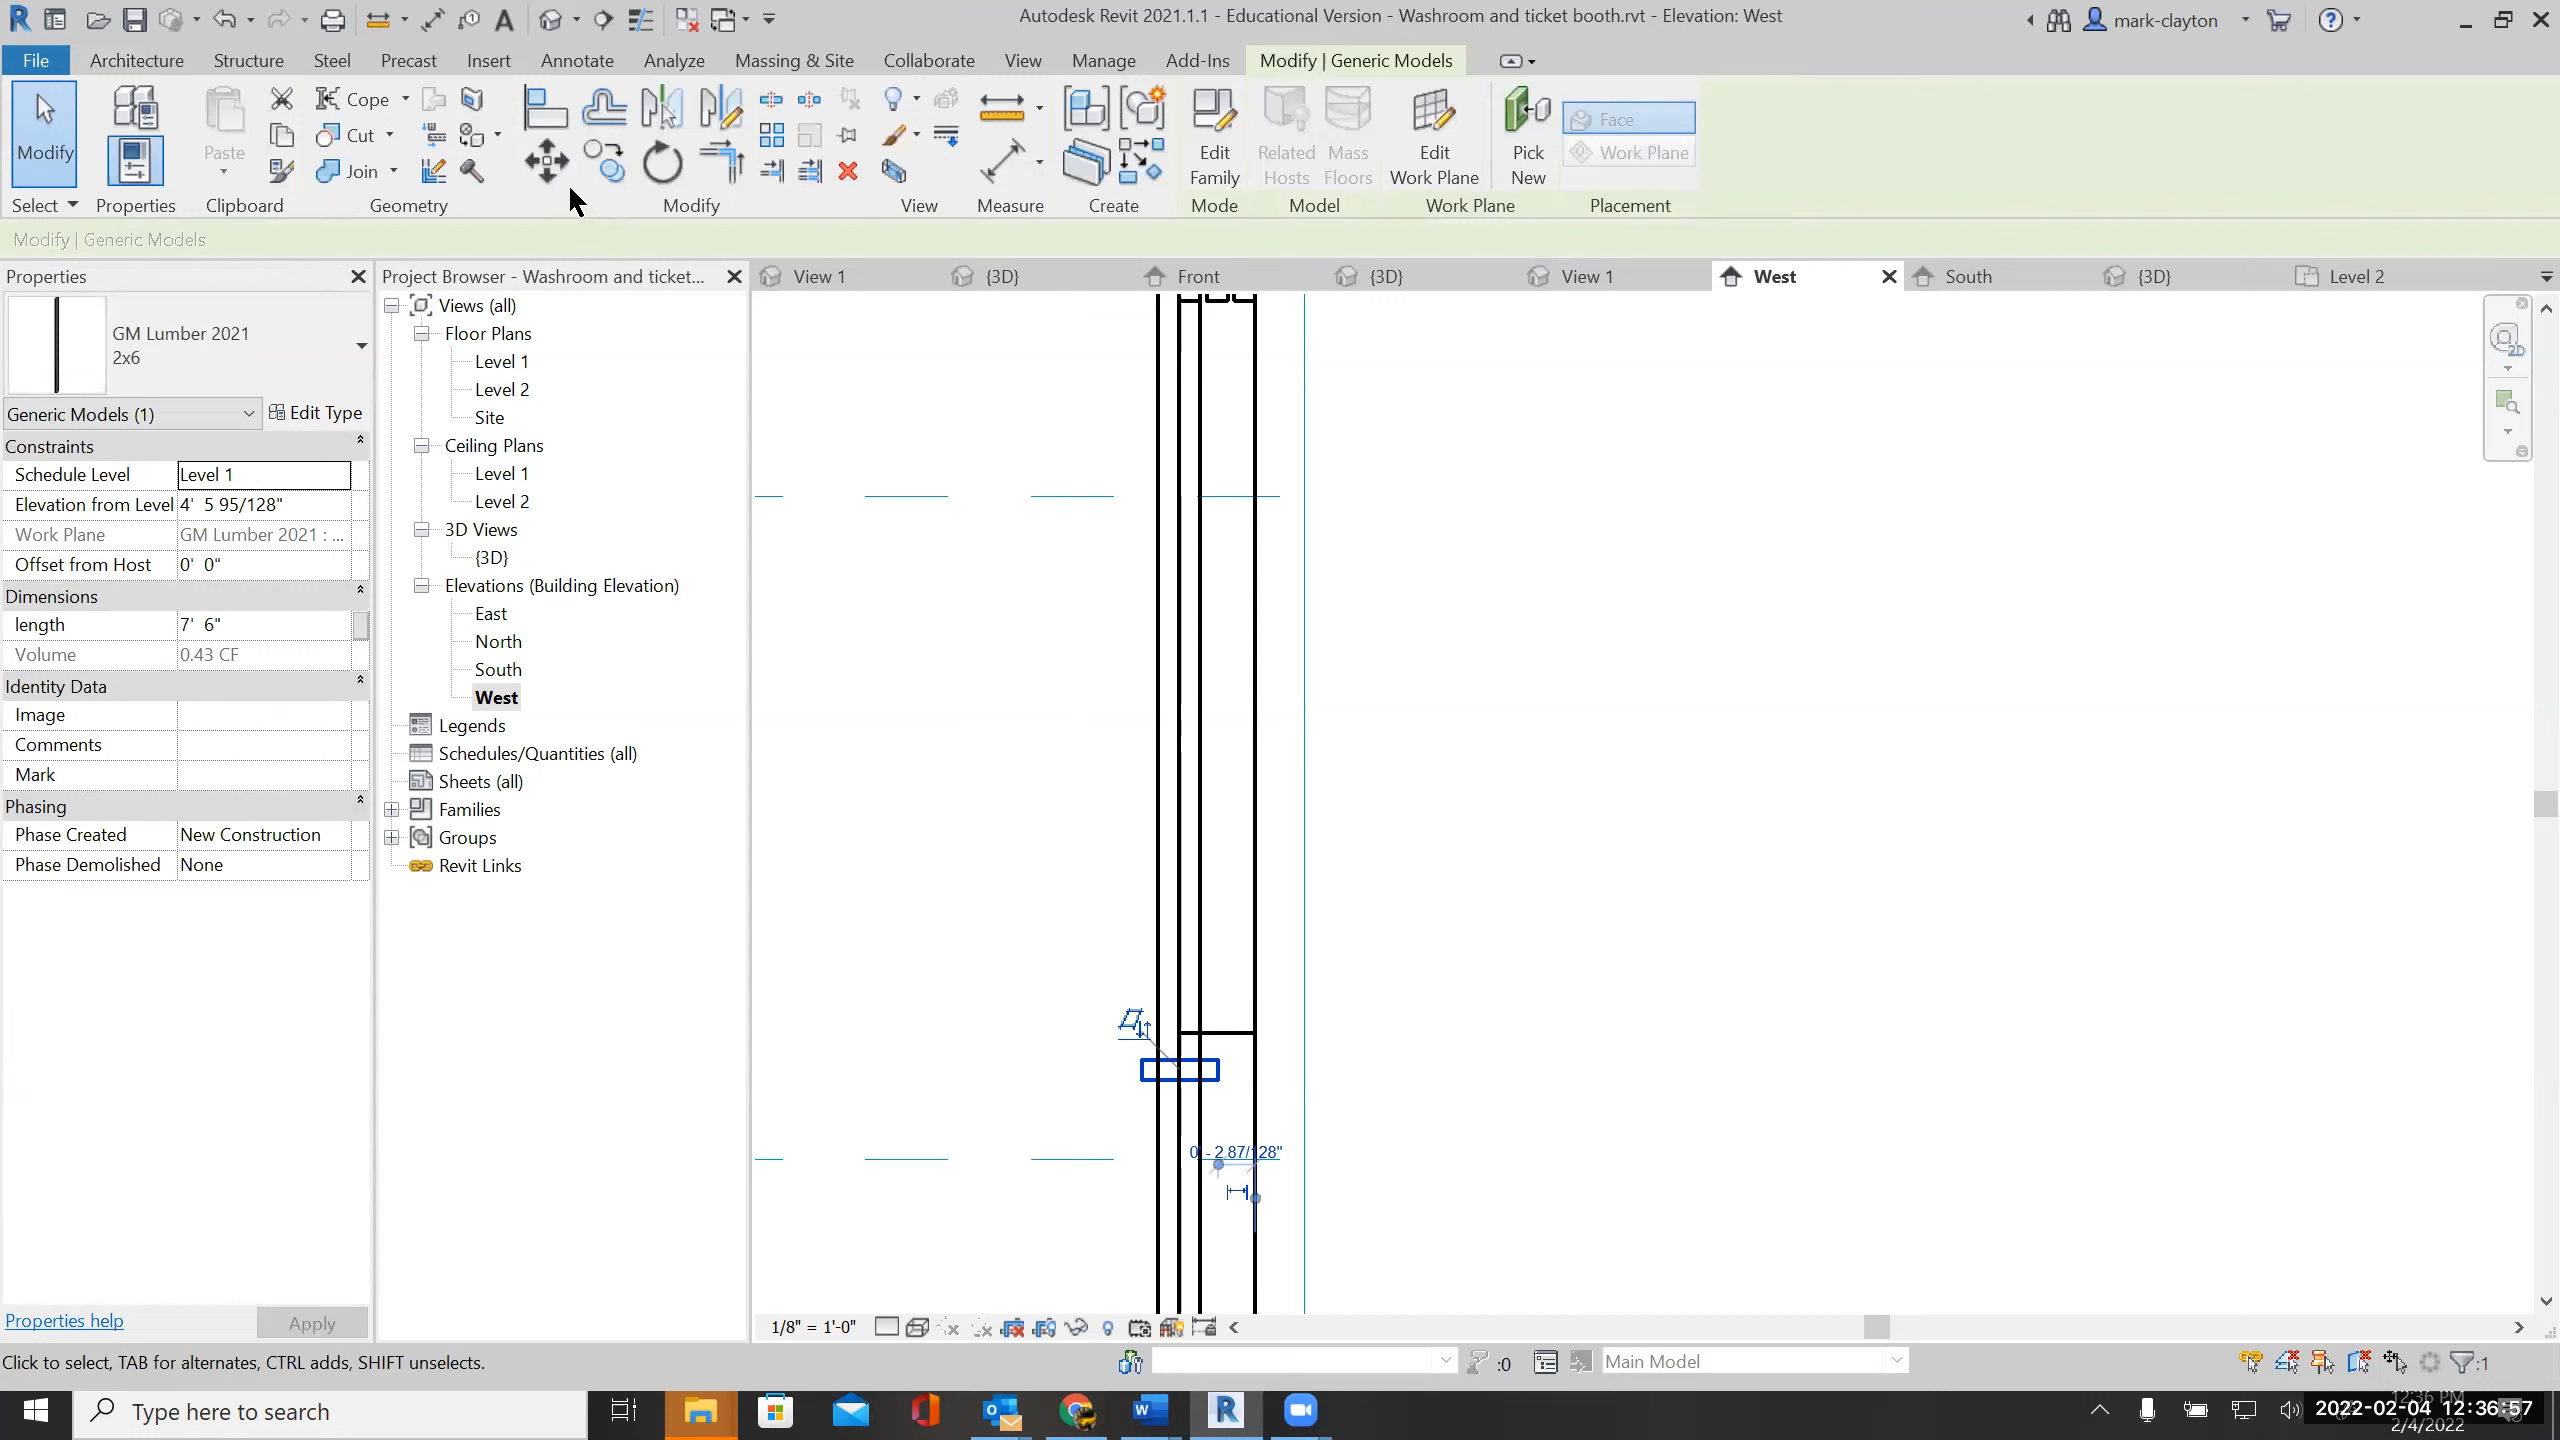 Autodesk Revit 2021.1.1 - Educational Version - Washroom and ticket booth.rvt - Elevation: West
mark-clayton
File Architecture Structure Steel Precast Insert Annotate Analyze Massing & Site Collaborate View Manage Add-Ins Modify | Generic Models
Modify Paste Cope Cut Join Edit Family Related Hosts Mass Floors Edit Work Plane Pick New Face Work Plane
Select Properties Clipboard Geometry Modify View Measure Create Mode Model Work Plane Placement
Modify | Generic Models
Properties
Project Browser - Washroom and ticket...
View 1 {3D} Front {3D} View 1 West South {3D} Level 2
GM Lumber 2021
2x6
Generic Models (1) Edit Type
Constraints
Schedule Level Level 1
Elevation from Level 4' 5 95/128"
Work Plane GM Lumber 2021 : ...
Offset from Host 0' 0"
Dimensions
length 7' 6"
Volume 0.43 CF
Identity Data
Image
Comments
Mark
Phasing
Phase Created New Construction
Phase Demolished None
Properties help Apply
Views (all)
Floor Plans
Level 1
Level 2
Site
Ceiling Plans
Level 1
Level 2
3D Views
{3D}
Elevations (Building Elevation)
East
North
South
West
Legends
Schedules/Quantities (all)
Sheets (all)
Families
Groups
Revit Links
2D
0' - 2 87/128"
1/8" = 1'-0"
Click to select, TAB for alternates, CTRL adds, SHIFT unselects.
:0 Main Model :1
Type here to search
12:36 PM
2022-02-04 12:36:57
2/4/2022